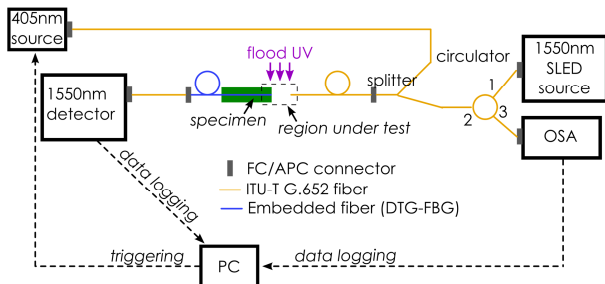 405nm
source
flood UV
circulator
1550nm
SLED
source
splitter
1
2
3
1550nm
detector
specimen
region under test
OSA
FC/APC connector
ITU-T G.652 fiber
Embedded fiber (DTG-FBG)
data logging
triggering
PC
data logging